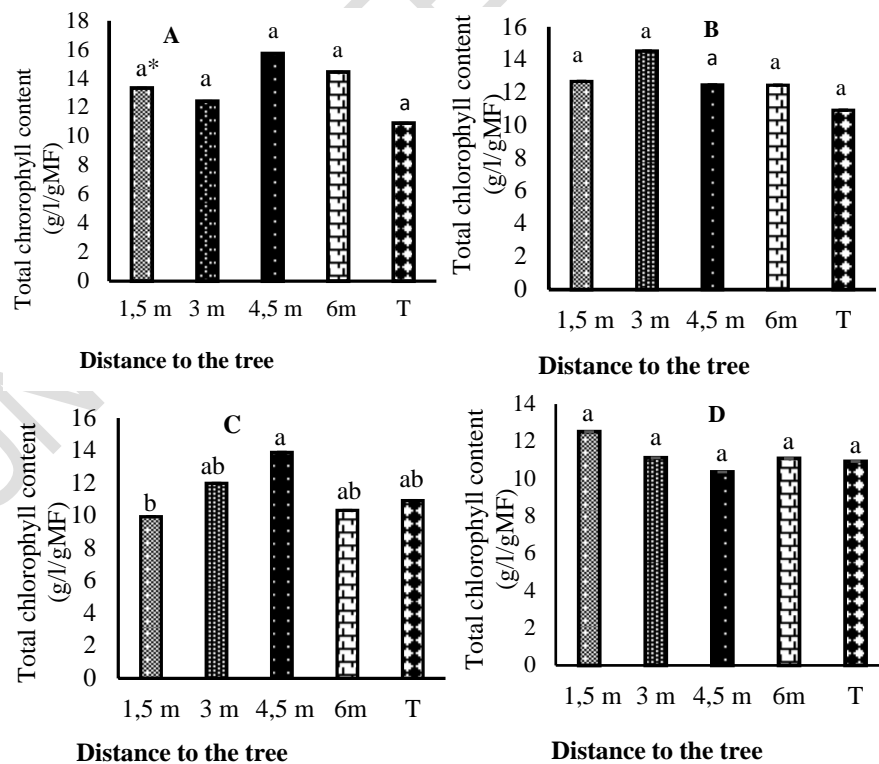 A
Total chrorophyll content
(g/l/gMF)
18
16
14
12
10
8
6
4
2
0
a*
a
a
a
a
1,5 m 3 m 4,5 m 6m T
Distance to the tree
B
Total chlorophyll content
(g/l/gMF)
16
14
12
10
8
6
4
2
0
a
a
a
a
a
1,5 m 3 m 4,5 m 6m T
Distance to the tree
C
Total chlorophyll content
(g/l/gMF)
16
14
12
10
8
6
4
2
0
b
ab
a
ab
ab
1,5 m 3 m 4,5 m 6m T
Distance to the tree
D
Total chlorophyll content
(g/l/gMF)
14
12
10
8
6
4
2
0
a
a
a
a
a
1,5 m 3 m 4,5 m 6m T
Distance to the tree